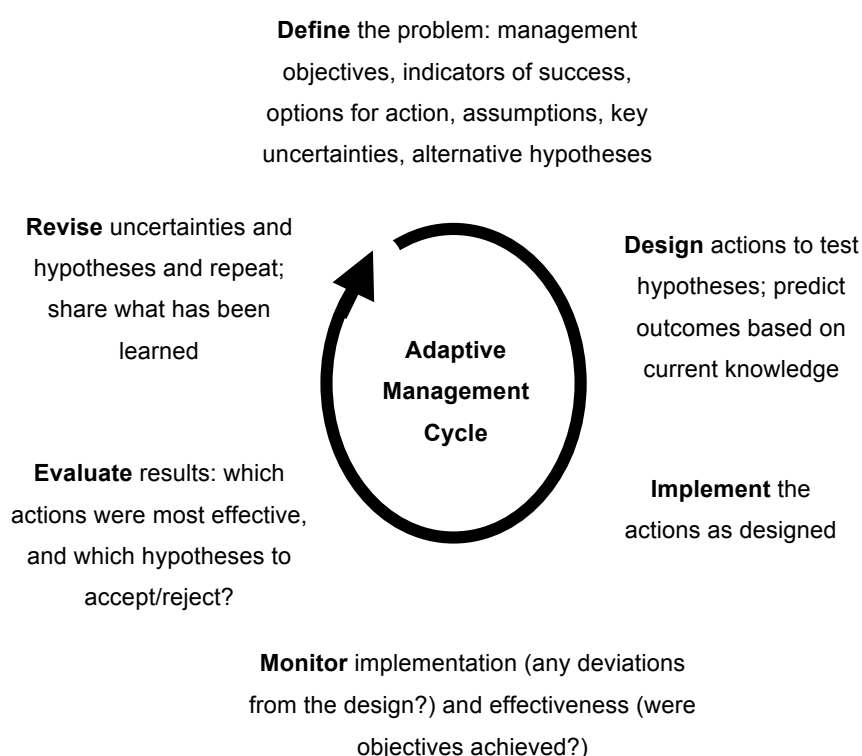 Define the problem: management
objectives, indicators of success,
options for action, assumptions, key
uncertainties, alternative hypotheses
Design actions to test
hypotheses; predict
outcomes based on
current knowledge
Implement the
actions as designed
Monitor implementation (any deviations
from the design?) and effectiveness (were
objectives achieved?)
Evaluate results: which
actions were most effective,
and which hypotheses to
accept/reject?
Revise uncertainties and
hypotheses and repeat;
share what has been
learned
Adaptive
Management
Cycle